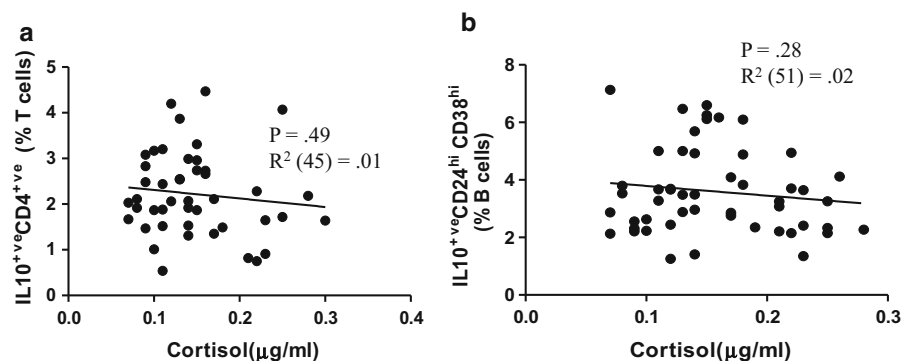 a
IL10⁺ᵛᵉCD4⁺ᵛᵉ (% T cells)
5
4
3
2
1
0
P = .49
R² (45) = .01
0.0 0.1 0.2 0.3 0.4
Cortisol(µg/ml)
b
IL10⁺ᵛᵉCD24ʰⁱ CD38ʰⁱ
(% B cells)
8
6
4
2
0
P = .28
R² (51) = .02
0.0 0.1 0.2 0.3
Cortisol(µg/ml)